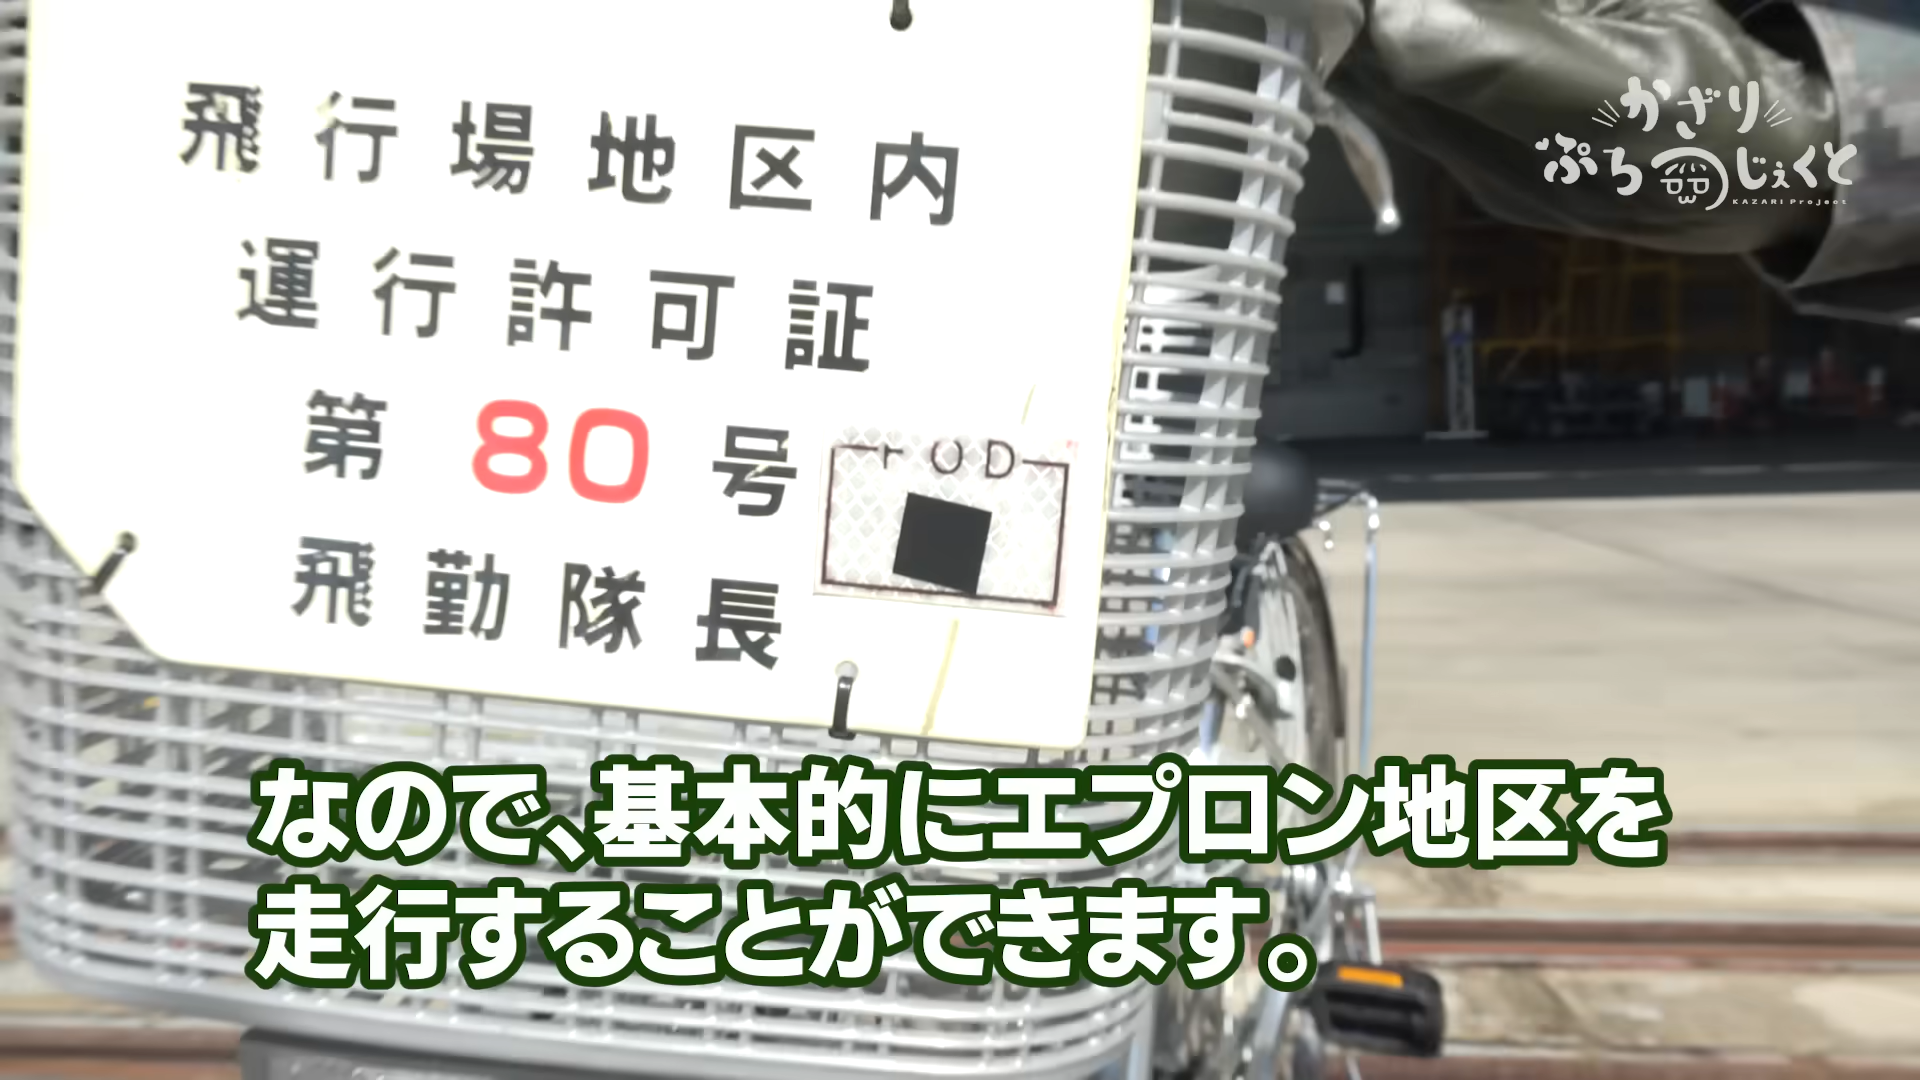 飛行場地区内
運行許可証
第 80 号
FOD
飛勤隊長
かざり
ぷろじぇくと
KAZARI Project
なので、基本的にエプロン地区を
走行することができます。